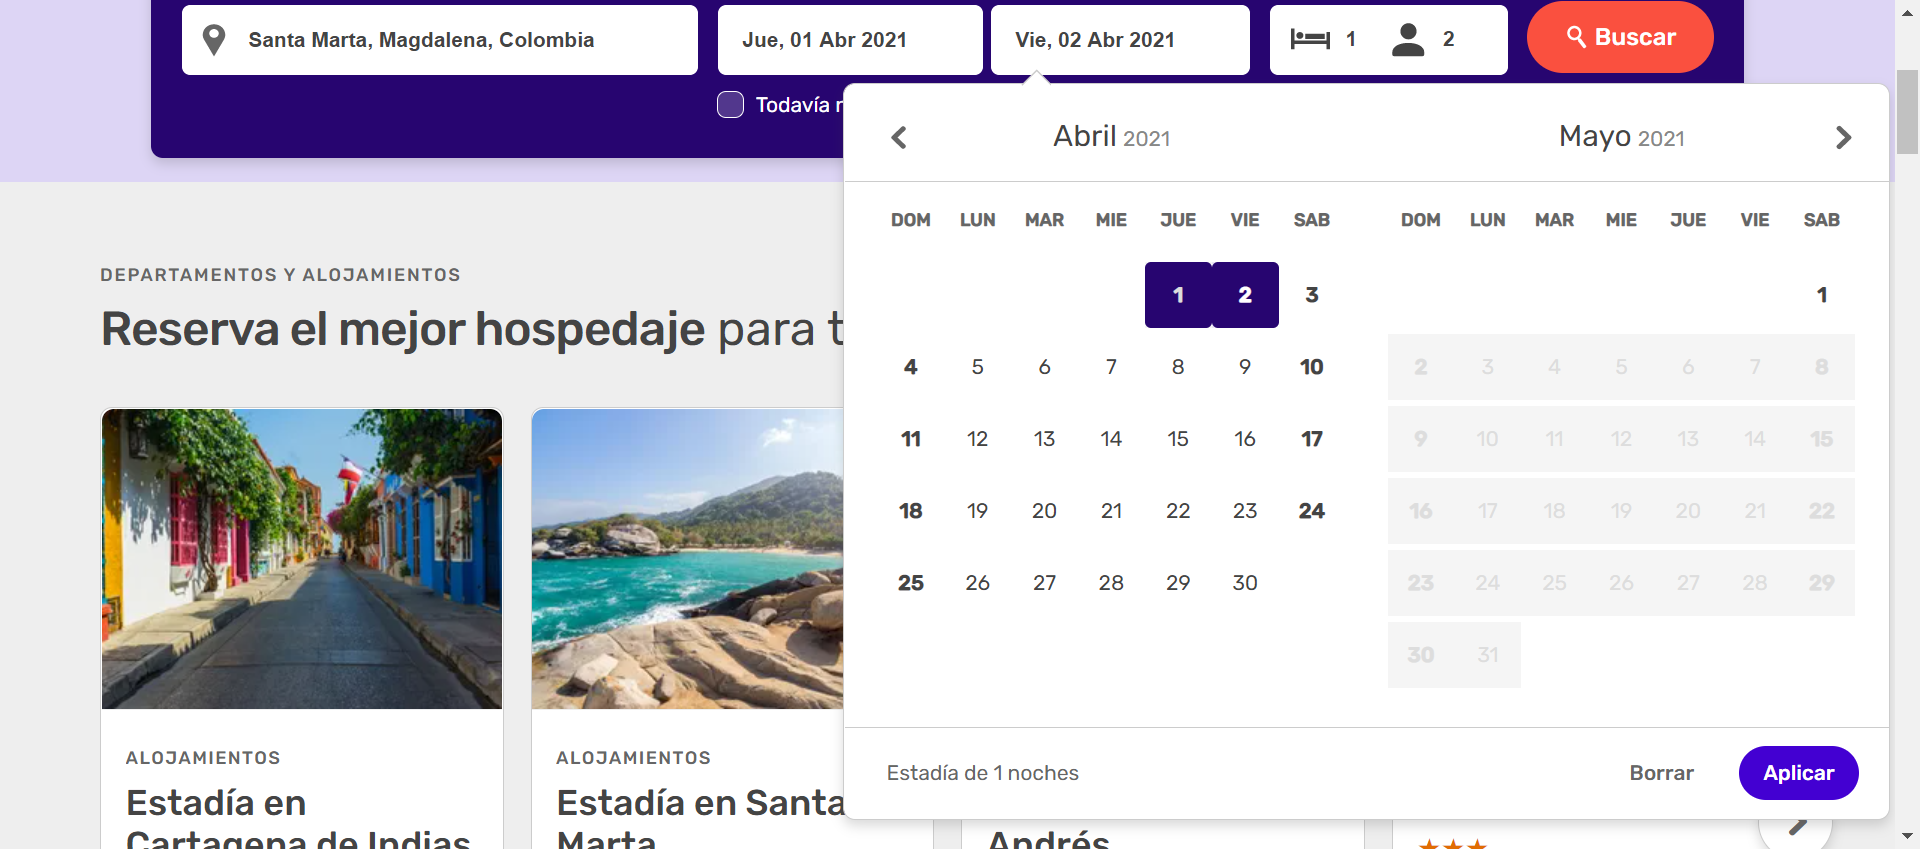 Santa Marta, Magdalena, Colombia
Jue, 01 Abr 2021
Vie, 02 Abr 2021
1
2
Buscar
Todavía
Abril 2021
Mayo 2021
DOM LUN MAR MIE JUE VIE SAB
1 2 3
4 5 6 7 8 9 10
11 12 13 14 15 16 17
18 19 20 21 22 23 24
25 26 27 28 29 30
DOM LUN MAR MIE JUE VIE SAB
1
2 3 4 5 6 7 8
9 10 11 12 13 14 15
16 17 18 19 20 21 22
23 24 25 26 27 28 29
30 31
Estadía de 1 noches
Borrar
Aplicar
DEPARTAMENTOS Y ALOJAMIENTOS
Reserva el mejor hospedaje para
ALOJAMIENTOS
Estadía en
Cartagena de Indias
ALOJAMIENTOS
Estadía en Santa
Marta
Andrés